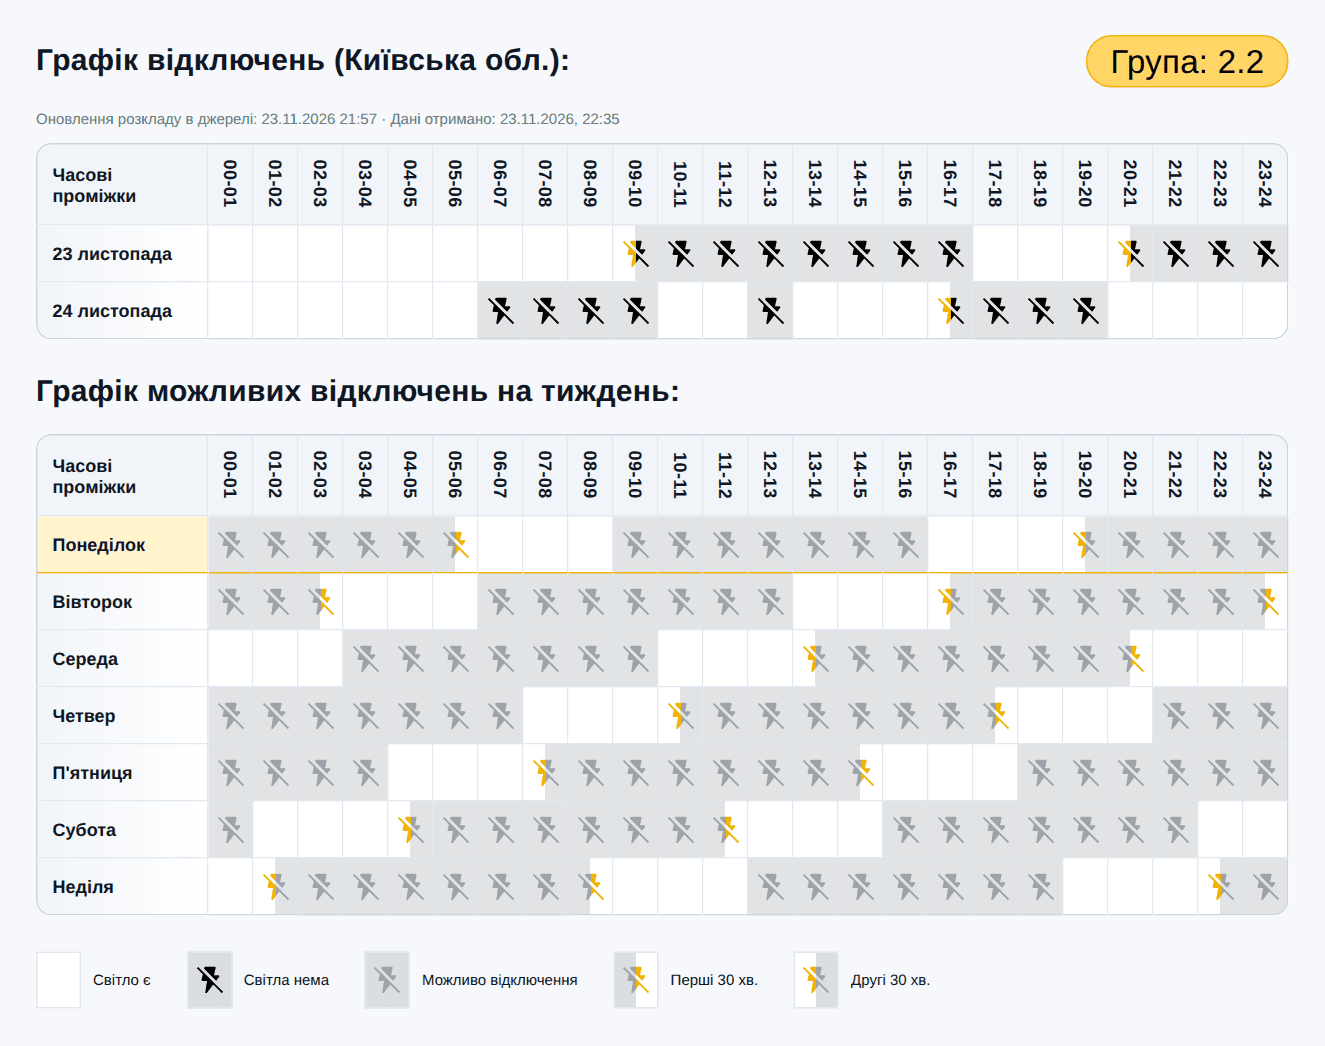 Графік відключень (Київська обл.):
Група: 2.2
Оновлення розкладу в джерелі: 23.11.2026 21:57 · Дані отримано: 23.11.2026, 22:35
Часові проміжки 00-01 01-02 02-03 03-04 04-05 05-06 06-07 07-08 08-09 09-10 10-11 11-12 12-13 13-14 14-15 15-16 16-17 17-18 18-19 19-20 20-21 21-22 22-23 23-24
23 листопада
24 листопада
Графік можливих відключень на тиждень:
Часові проміжки 00-01 01-02 02-03 03-04 04-05 05-06 06-07 07-08 08-09 09-10 10-11 11-12 12-13 13-14 14-15 15-16 16-17 17-18 18-19 19-20 20-21 21-22 22-23 23-24
Понеділок
Вівторок
Середа
Четвер
П'ятниця
Субота
Неділя
Світло є Світла нема Можливо відключення Перші 30 хв. Другі 30 хв.